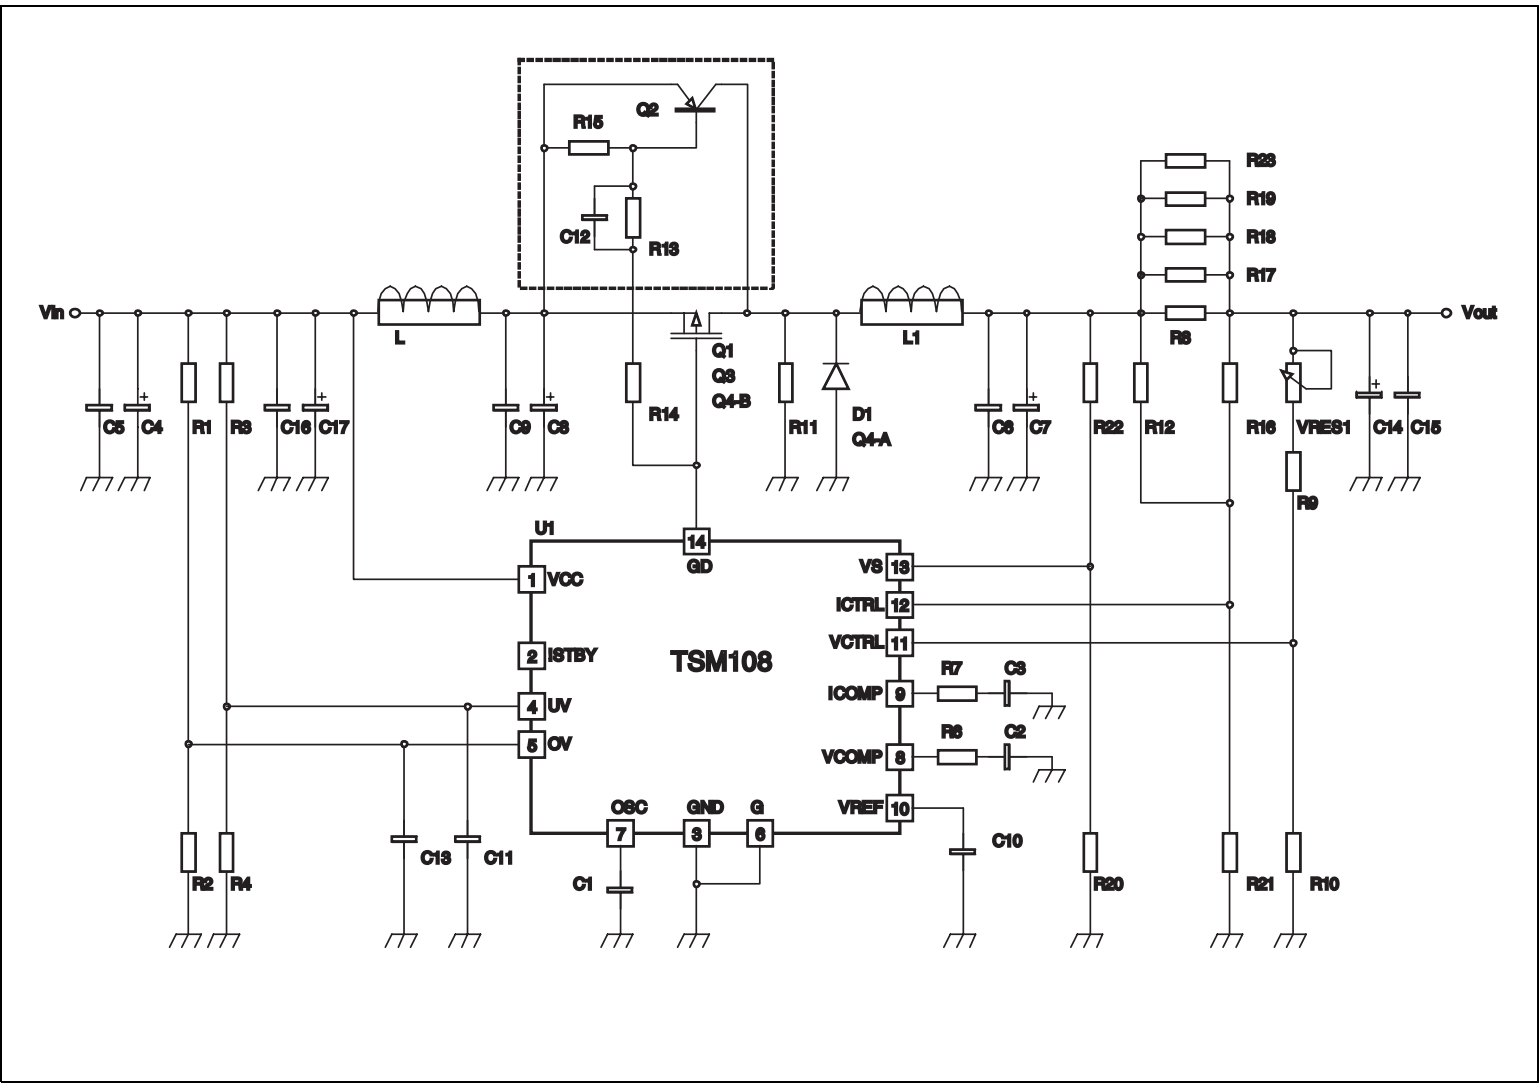 Q2
R15
R23
R19
C12
R18
R13
R17
Vin
Vout
L
L1
R8
Q1
Q3
Q4-B
R14
D1
Q4-A
C5
C4
+
R1
R3
C16
C17
+
C9
C8
+
R11
C6
C7
+
R22
R12
R16
VRES1
C14
+
C15
R9
U1
14
GD
1
VCC
VS
13
ICTRL
12
VCTRL
11
2
!STBY
TSM108
ICOMP
9
R7
C3
4
UV
5
OV
VCOMP
8
R6
C2
OSC
GND
G
VREF
10
7
3
6
C13
C11
C10
R2
R4
C1
R20
R21
R10